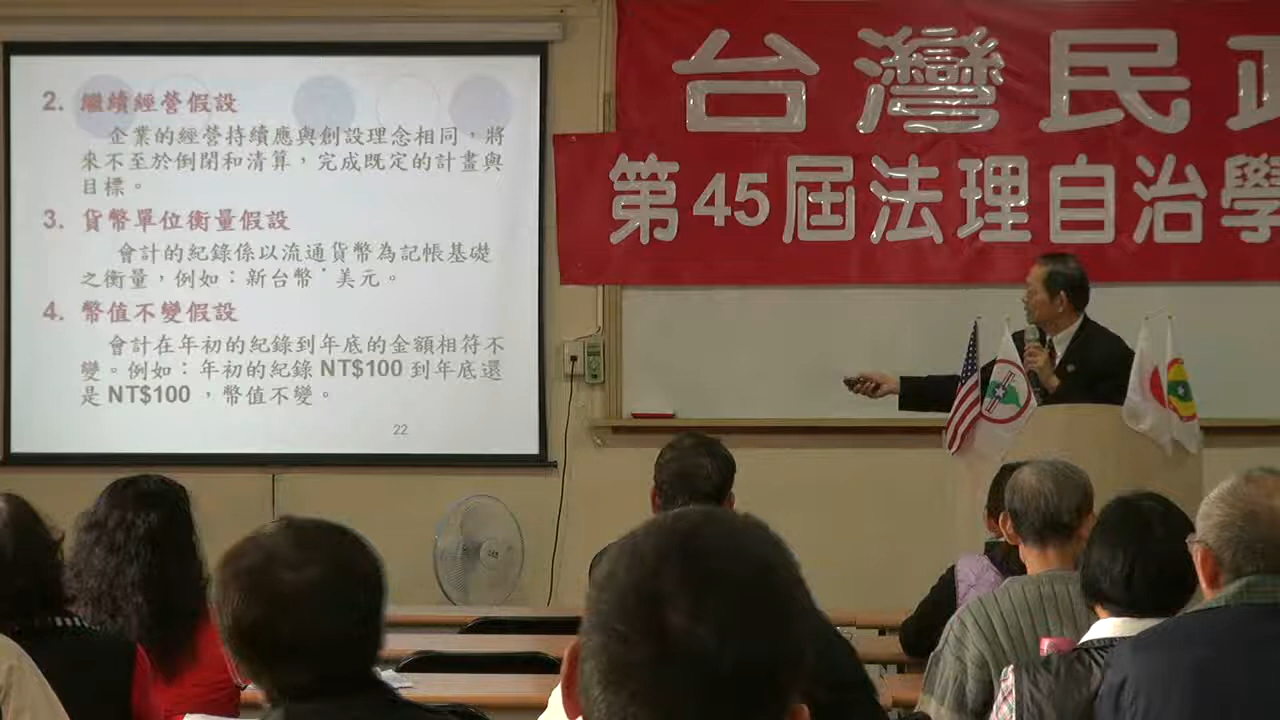 2. 繼續經營假設
企業的經營持續應與創設理念相同，將
來不至於倒閉和清算，完成既定的計畫與
目標。
3. 貨幣單位衡量假設
會計的紀錄係以流通貨幣為記帳基礎
之衡量，例如：新台幣、美元。
4. 幣值不變假設
會計在年初的紀錄到年底的金額相符不
變。例如：年初的紀錄 NT$100 到年底還
是 NT$100 ，幣值不變。
22
台灣民
第45屆法理自治學